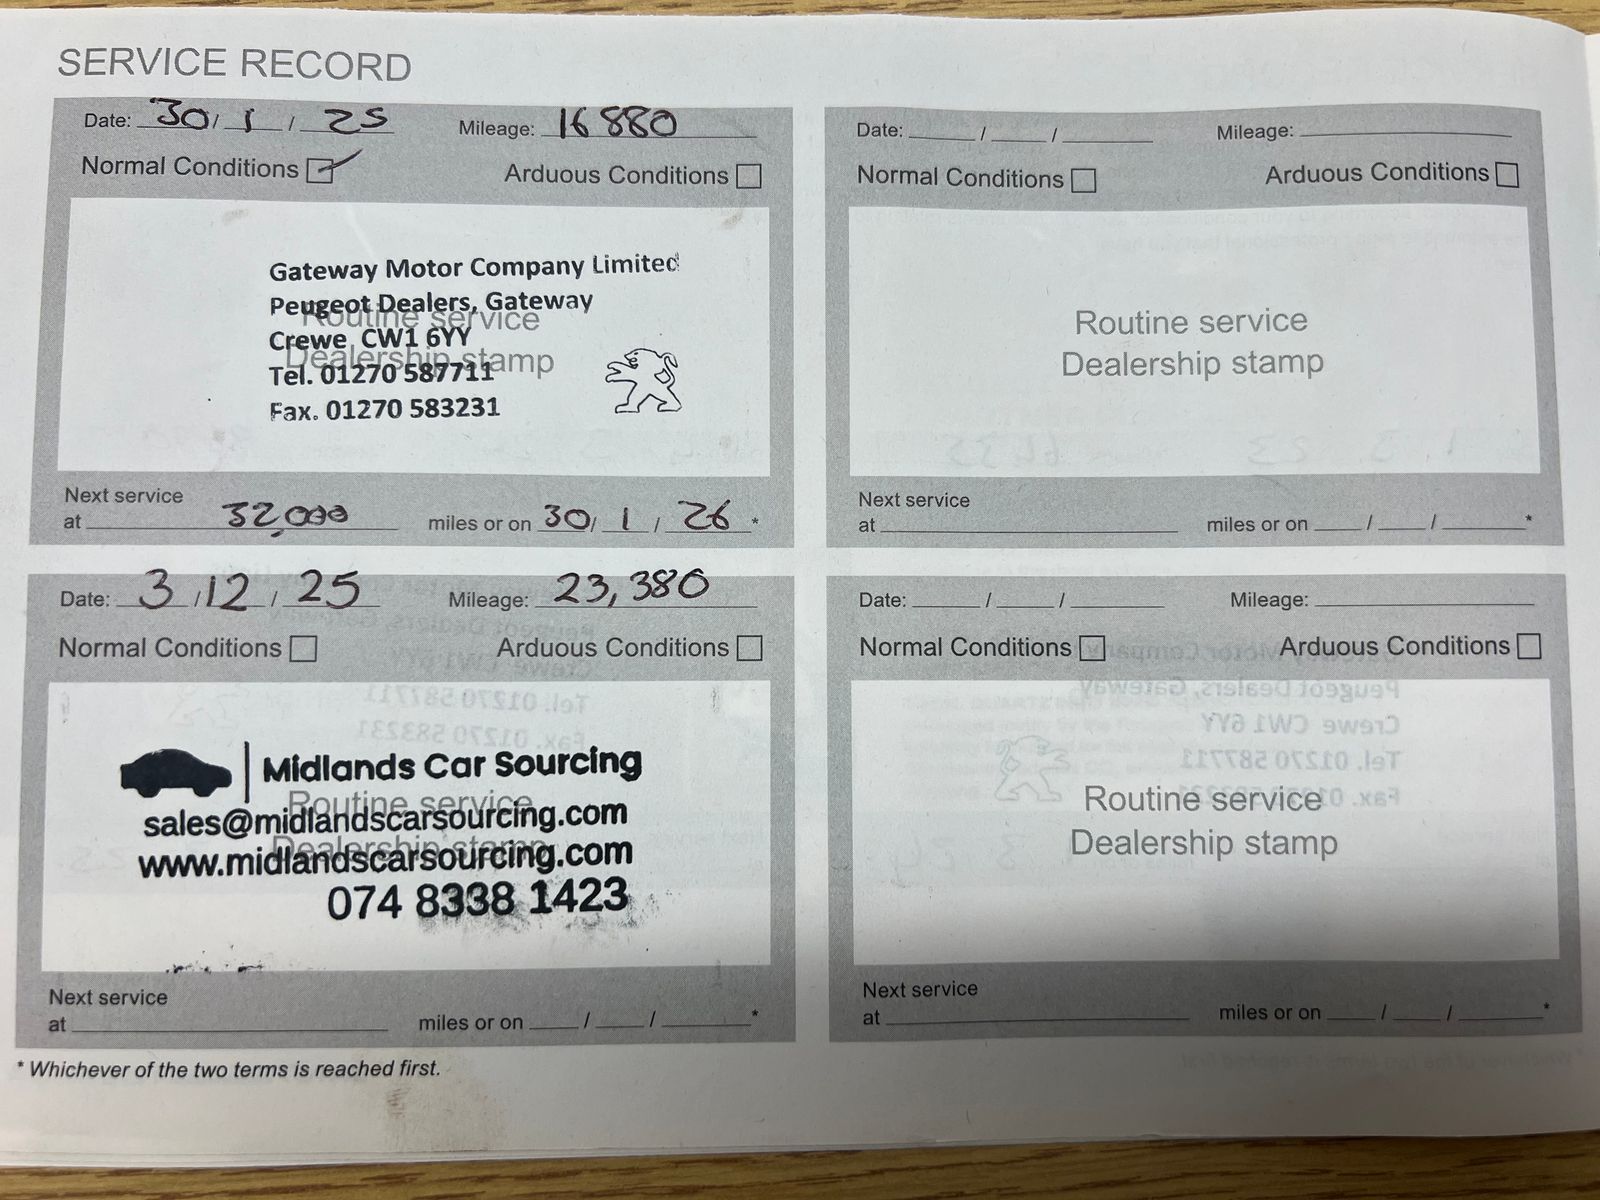 SERVICE RECORD
Date: 30 / 1 / 25 Mileage: 16880
Normal Conditions Arduous Conditions
Gateway Motor Company Limited
Peugeot Dealers, Gateway
Routine service
Crewe CW1 6YY
Dealership stamp
Tel. 01270 587711
Fax. 01270 583231
Next service
at 32,000 miles or on 30 / 1 / 26 *
Date: 3 / 12 / 25 Mileage: 23,380
Normal Conditions Arduous Conditions
Midlands Car Sourcing
Routine service
sales@midlandscarsourcing.com
Dealership stamp
www.midlandscarsourcing.com
074 8338 1423
Next service
at miles or on / / *
* Whichever of the two terms is reached first.
Date: / / Mileage:
Normal Conditions Arduous Conditions
Routine service
Dealership stamp
Next service
at miles or on / / *
Date: / / Mileage:
Normal Conditions Arduous Conditions
Routine service
Dealership stamp
Next service
at miles or on / / *